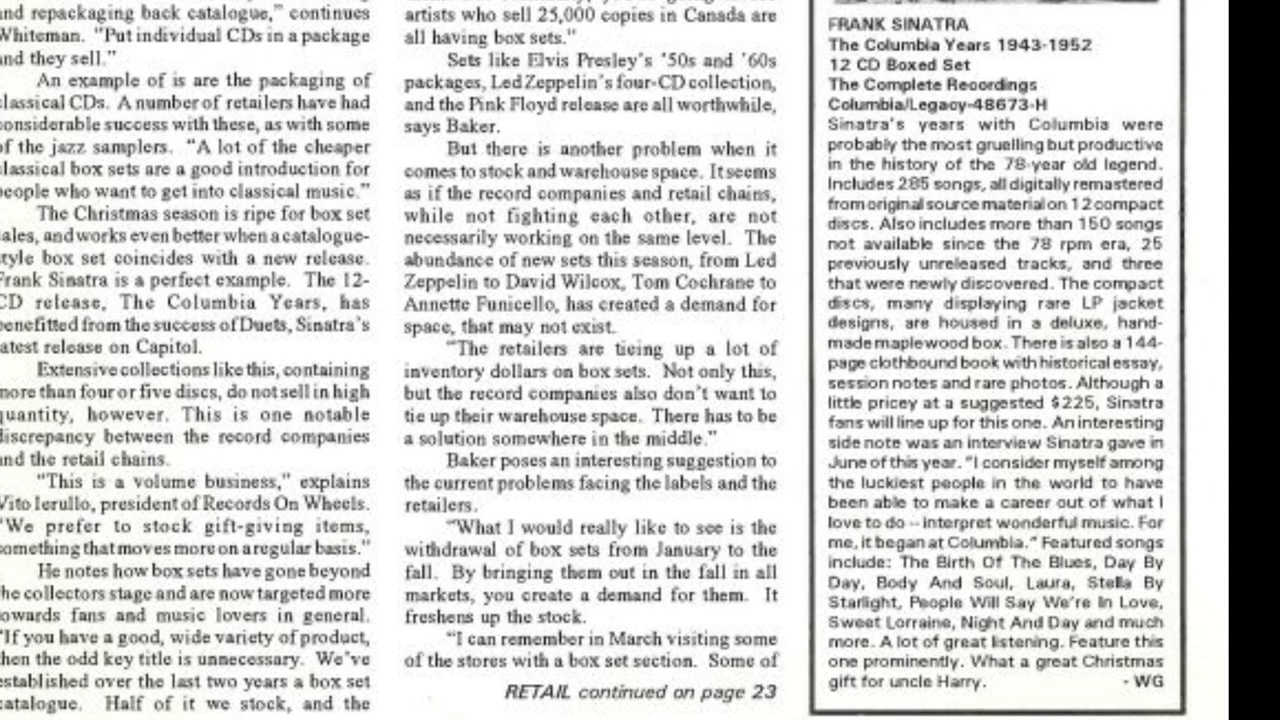 and repackaging back catalogue," continues
Whiteman. "Put individual CDs in a package
and they sell."
An example of is are the packaging of
classical CDs. A number of retailers have had
considerable success with these, as with some
of the jazz samplers. "A lot of the cheaper
classical box sets are a good introduction for
people who want to get into classical music."
The Christmas season is ripe for box set
sales, and works even better when a catalogue-
style box set coincides with a new release.
Frank Sinatra is a perfect example. The 12-
CD release, The Columbia Years, has
benefitted from the success of Duets, Sinatra's
latest release on Capitol.
Extensive collections like this, containing
more than four or five discs, do not sell in high
quantity, however. This is one notable
discrepancy between the record companies
and the retail chains.
"This is a volume business," explains
Vito Ierullo, president of Records On Wheels.
"We prefer to stock gift-giving items,
something that moves more on a regular basis."
He notes how box sets have gone beyond
the collectors stage and are now targeted more
towards fans and music lovers in general.
"If you have a good, wide variety of product,
then the odd key title is unnecessary. We've
established over the last two years a box set
catalogue. Half of it we stock, and the
artists who sell 25,000 copies in Canada are
all having box sets."
Sets like Elvis Presley's '50s and '60s
packages, Led Zeppelin's four-CD collection,
and the Pink Floyd release are all worthwhile,
says Baker.
But there is another problem when it
comes to stock and warehouse space. It seems
as if the record companies and retail chains,
while not fighting each other, are not
necessarily working on the same level. The
abundance of new sets this season, from Led
Zeppelin to David Wilcox, Tom Cochrane to
Annette Funicello, has created a demand for
space, that may not exist.
"The retailers are tieing up a lot of
inventory dollars on box sets. Not only this,
but the record companies also don't want to
tie up their warehouse space. There has to be
a solution somewhere in the middle."
Baker poses an interesting suggestion to
the current problems facing the labels and the
retailers.
"What I would really like to see is the
withdrawal of box sets from January to the
fall. By bringing them out in the fall in all
markets, you create a demand for them. It
freshens up the stock.
"I can remember in March visiting some
of the stores with a box set section. Some of
RETAIL continued on page 23
FRANK SINATRA
The Columbia Years 1943-1952
12 CD Boxed Set
The Complete Recordings
Columbia/Legacy-48673-H
Sinatra's years with Columbia were
probably the most gruelling but productive
in the history of the 78-year old legend.
Includes 285 songs, all digitally remastered
from original source material on 12 compact
discs. Also includes more than 150 songs
not available since the 78 rpm era, 25
previously unreleased tracks, and three
that were newly discovered. The compact
discs, many displaying rare LP jacket
designs, are housed in a deluxe, hand-
made maplewood box. There is also a 144-
page clothbound book with historical essay,
session notes and rare photos. Although a
little pricey at a suggested $225, Sinatra
fans will line up for this one. An interesting
side note was an interview Sinatra gave in
June of this year. "I consider myself among
the luckiest people in the world to have
been able to make a career out of what I
love to do -- interpret wonderful music. For
me, it began at Columbia." Featured songs
include: The Birth Of The Blues, Day By
Day, Body And Soul, Laura, Stella By
Starlight, People Will Say We're In Love,
Sweet Lorraine, Night And Day and much
more. A lot of great listening. Feature this
one prominently. What a great Christmas
gift for uncle Harry. - WG